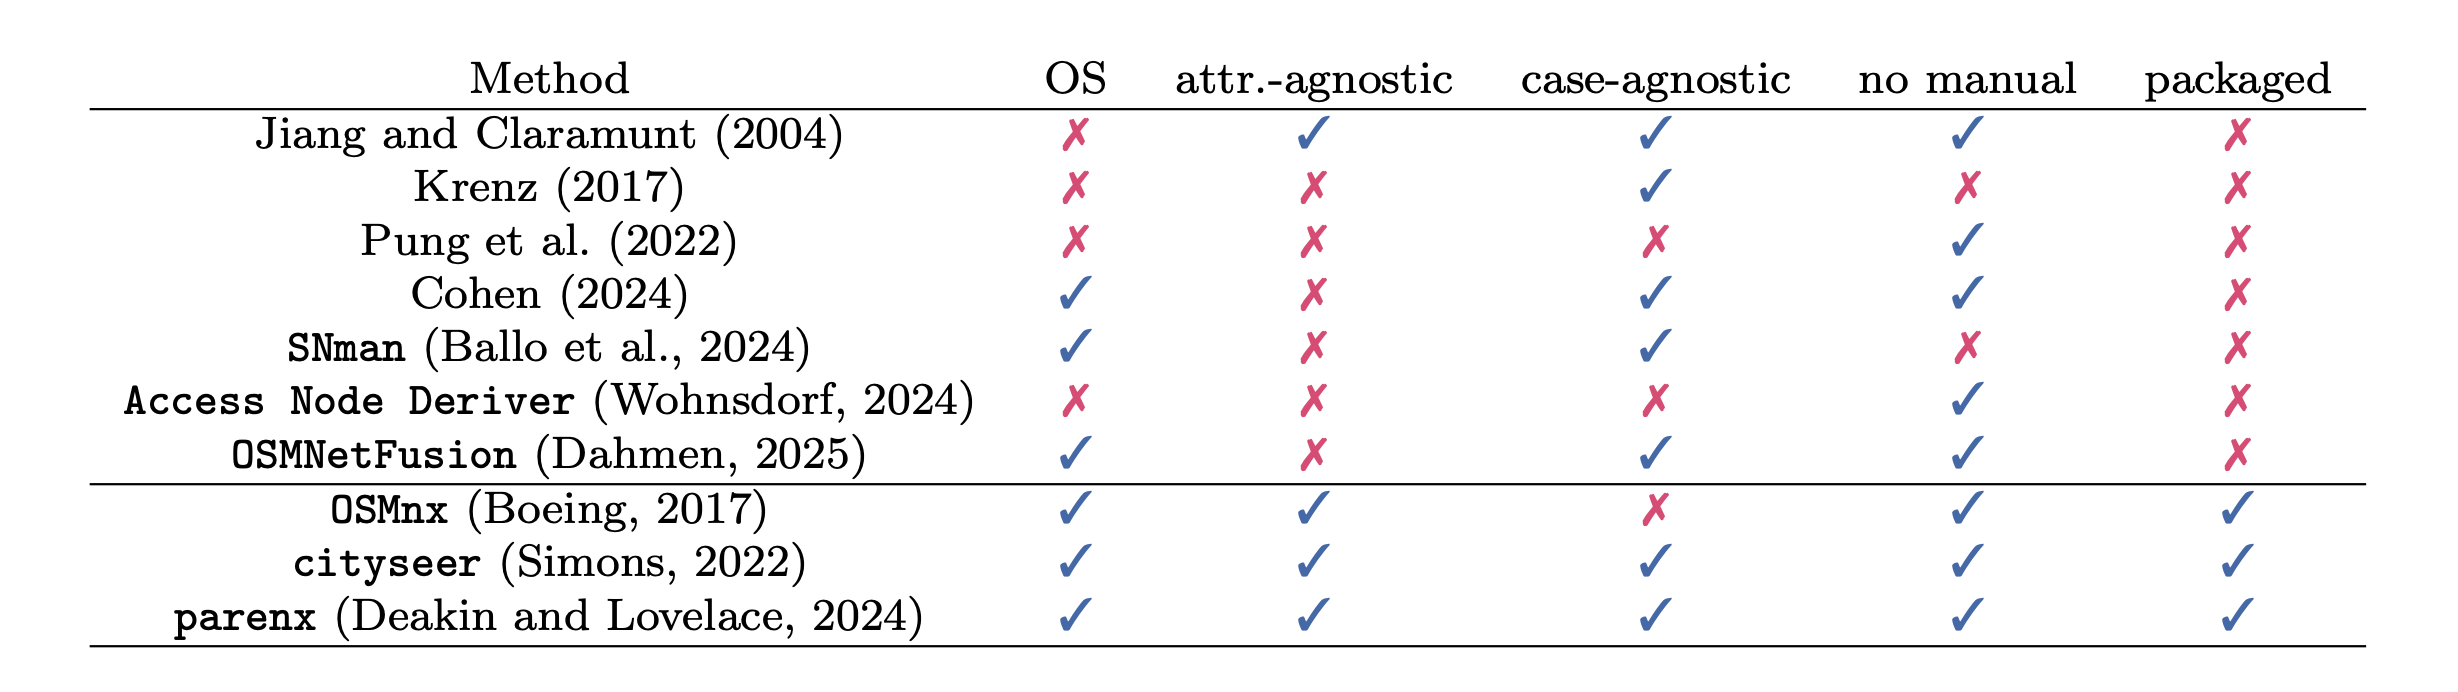 Method OS attr.-agnostic case-agnostic no manual packaged
Jiang and Claramunt (2004) ✗ ✓ ✓ ✓ ✗
Krenz (2017) ✗ ✗ ✓ ✗ ✗
Pung et al. (2022) ✗ ✗ ✗ ✓ ✗
Cohen (2024) ✓ ✗ ✓ ✓ ✗
SNman (Ballo et al., 2024) ✓ ✗ ✓ ✗ ✗
Access Node Deriver (Wohnsdorf, 2024) ✗ ✗ ✗ ✓ ✗
OSMNetFusion (Dahmen, 2025) ✓ ✗ ✓ ✓ ✗
OSMnx (Boeing, 2017) ✓ ✓ ✗ ✓ ✓
cityseer (Simons, 2022) ✓ ✓ ✓ ✓ ✓
parenx (Deakin and Lovelace, 2024) ✓ ✓ ✓ ✓ ✓